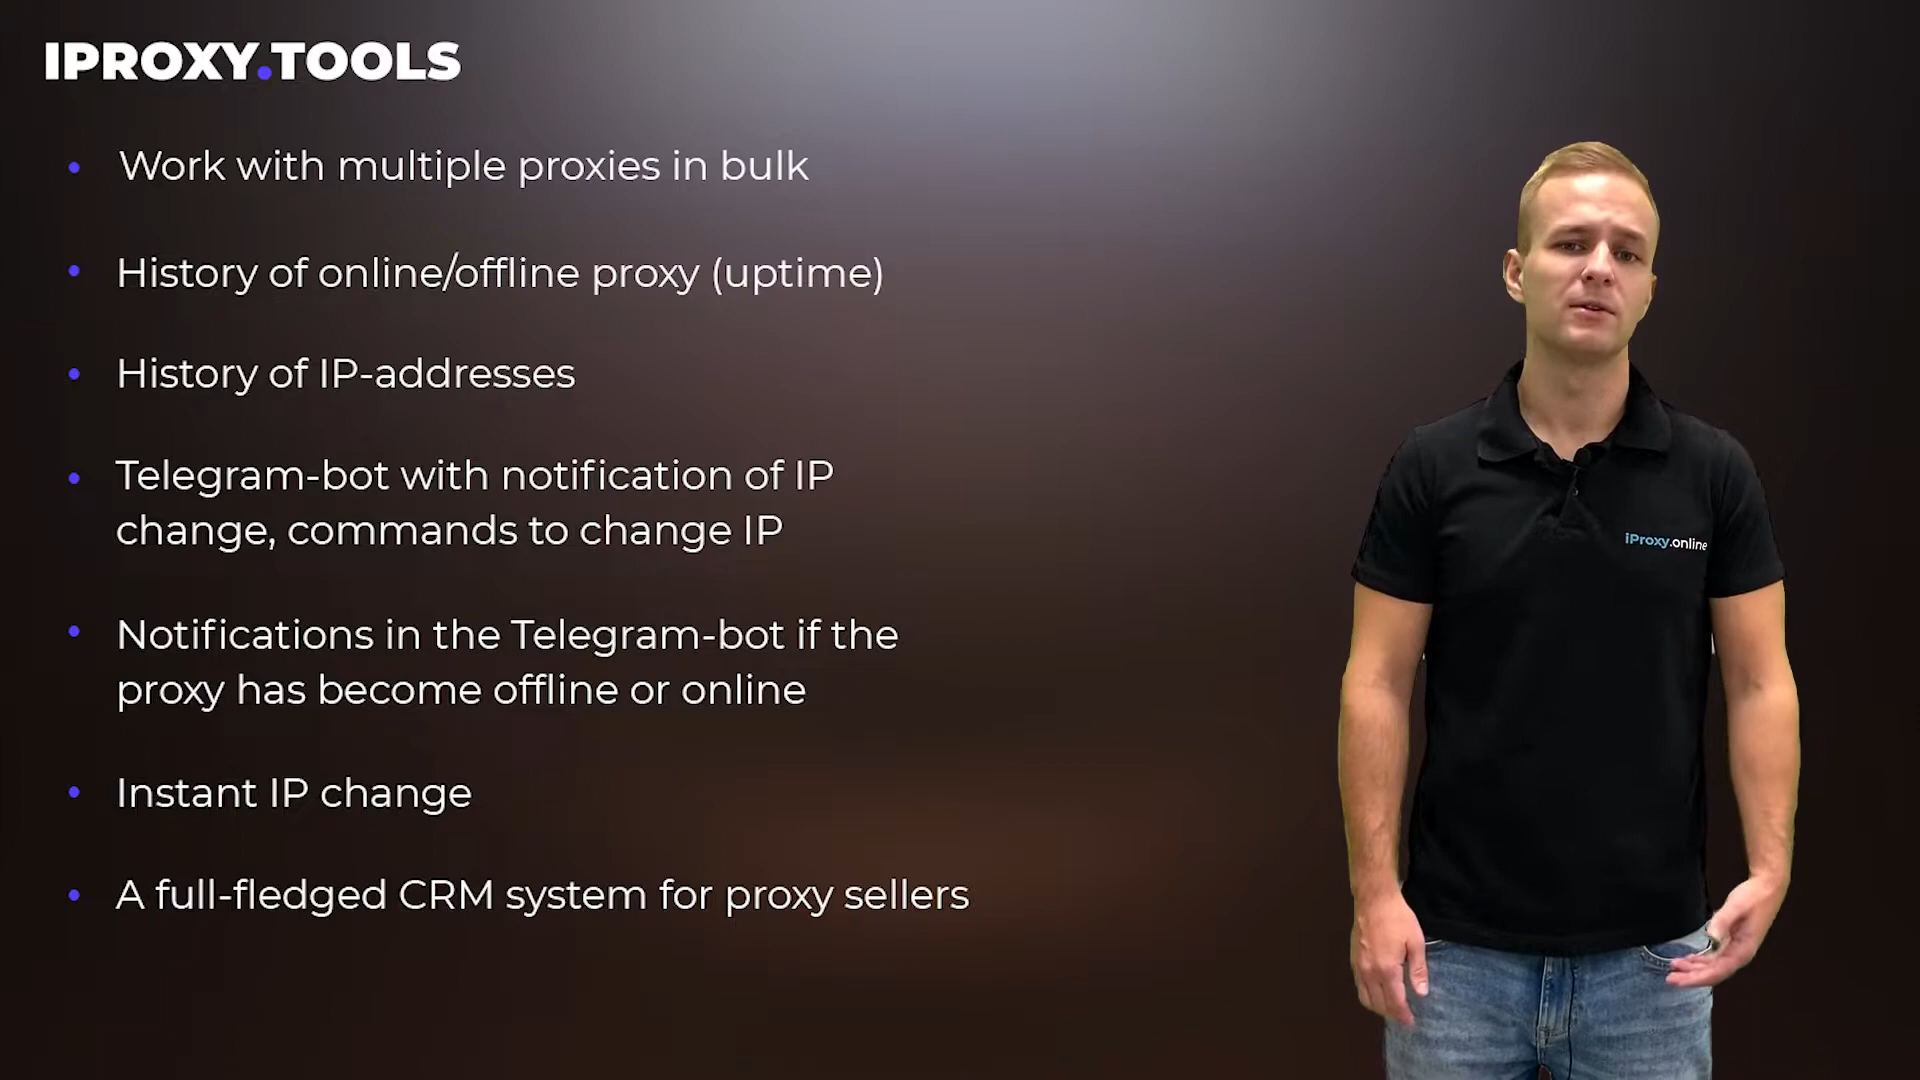 IPROXY.TOOLS
• Work with multiple proxies in bulk
• History of online/offline proxy (uptime)
• History of IP-addresses
• Telegram-bot with notification of IP
change, commands to change IP
• Notifications in the Telegram-bot if the
proxy has become offline or online
• Instant IP change
• A full-fledged CRM system for proxy sellers
iProxy.online